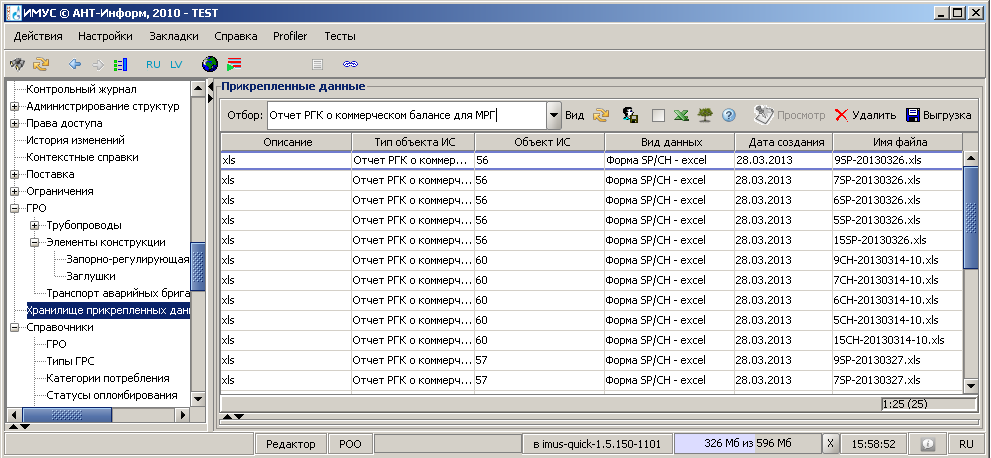 ИМУС © АНТ-Информ, 2010 - TEST
Действия Настройки Закладки Справка Profiler Тесты
RU LV
Контрольный журнал
Администрирование структур
Права доступа
История изменений
Контекстные справки
Поставка
Ограничения
ГРО
Трубопроводы
Элементы конструкции
Запорно-регулирующая
Заглушки
Транспорт аварийных брига
Хранилище прикрепленных дан
Справочники
ГРО
Типы ГРС
Категории потребления
Статусы опломбирования
Прикрепленные данные
Отбор: Отчет РГК о коммерческом балансе для МРГ Вид Просмотр Удалить Выгрузка
Описание Тип объекта ИС Объект ИС Вид данных Дата создания Имя файла
xls Отчет РГК о коммер... 56 Форма SP/CH - excel 28.03.2013 9SP-20130326.xls
xls Отчет РГК о коммерч... 56 Форма SP/CH - excel 28.03.2013 7SP-20130326.xls
xls Отчет РГК о коммерч... 56 Форма SP/CH - excel 28.03.2013 6SP-20130326.xls
xls Отчет РГК о коммерч... 56 Форма SP/CH - excel 28.03.2013 5SP-20130326.xls
xls Отчет РГК о коммерч... 56 Форма SP/CH - excel 28.03.2013 15SP-20130326.xls
xls Отчет РГК о коммерч... 60 Форма SP/CH - excel 28.03.2013 9CH-20130314-10.xls
xls Отчет РГК о коммерч... 60 Форма SP/CH - excel 28.03.2013 7CH-20130314-10.xls
xls Отчет РГК о коммерч... 60 Форма SP/CH - excel 28.03.2013 6CH-20130314-10.xls
xls Отчет РГК о коммерч... 60 Форма SP/CH - excel 28.03.2013 5CH-20130314-10.xls
xls Отчет РГК о коммерч... 60 Форма SP/CH - excel 28.03.2013 15CH-20130314-10.xls
xls Отчет РГК о коммерч... 57 Форма SP/CH - excel 28.03.2013 9SP-20130327.xls
xls Отчет РГК о коммерч... 57 Форма SP/CH - excel 28.03.2013 7SP-20130327.xls
1:25 (25)
Редактор РОО в imus-quick-1.5.150-1101 326 Мб из 596 Мб X 15:58:52 RU